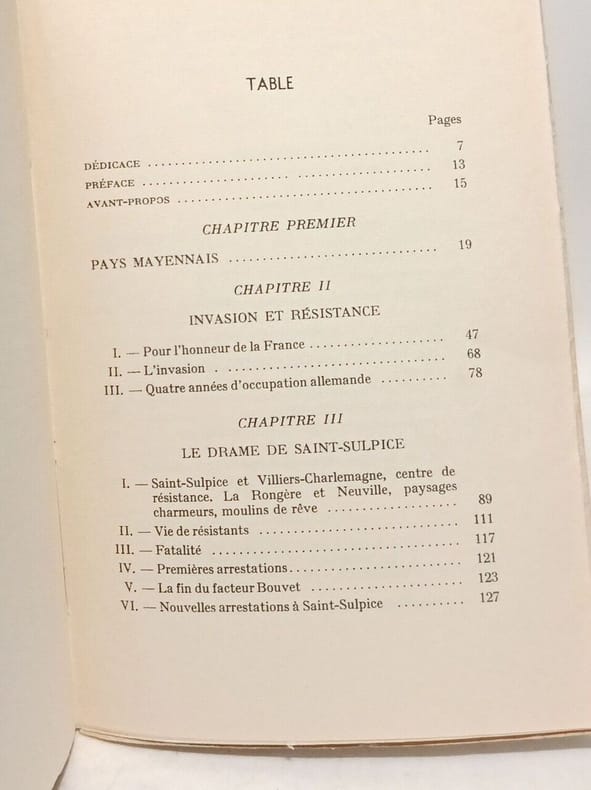 TABLE
Pages
DÉDICACE ........................................ 7
PRÉFACE ........................................ 13
AVANT-PROPOS ........................................ 15
CHAPITRE PREMIER
PAYS MAYENNAIS ........................................ 19
CHAPITRE II
INVASION ET RÉSISTANCE
I. — Pour l'honneur de la France .................... 47
II. — L'invasion . .............................. 68
III. — Quatre années d'occupation allemande .......... 78
CHAPITRE III
LE DRAME DE SAINT-SULPICE
I. — Saint-Sulpice et Villiers-Charlemagne, centre de
résistance. La Rongère et Neuville, paysages
charmeurs, moulins de rêve .................... 89
II. — Vie de résistants .............................. 111
III. — Fatalité ................................... 117
IV. — Premières arrestations.......................... 121
V. — La fin du facteur Bouvet ....................... 123
VI. — Nouvelles arrestations à Saint-Sulpice .......... 127